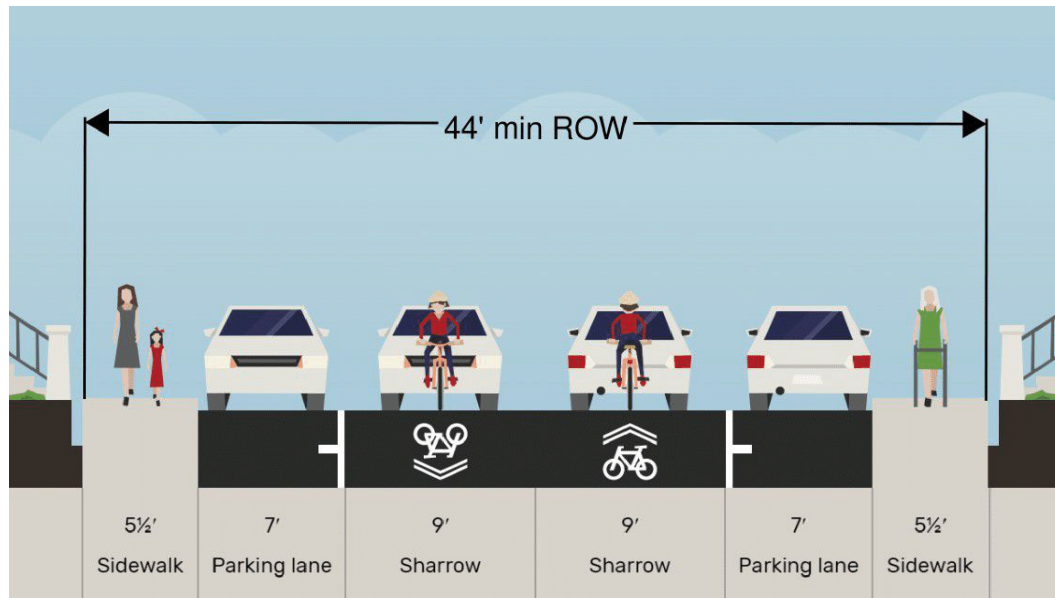 44' min ROW
5½′
7′
9′
9′
7′
5½′
Sidewalk
Parking lane
Sharrow
Sharrow
Parking lane
Sidewalk